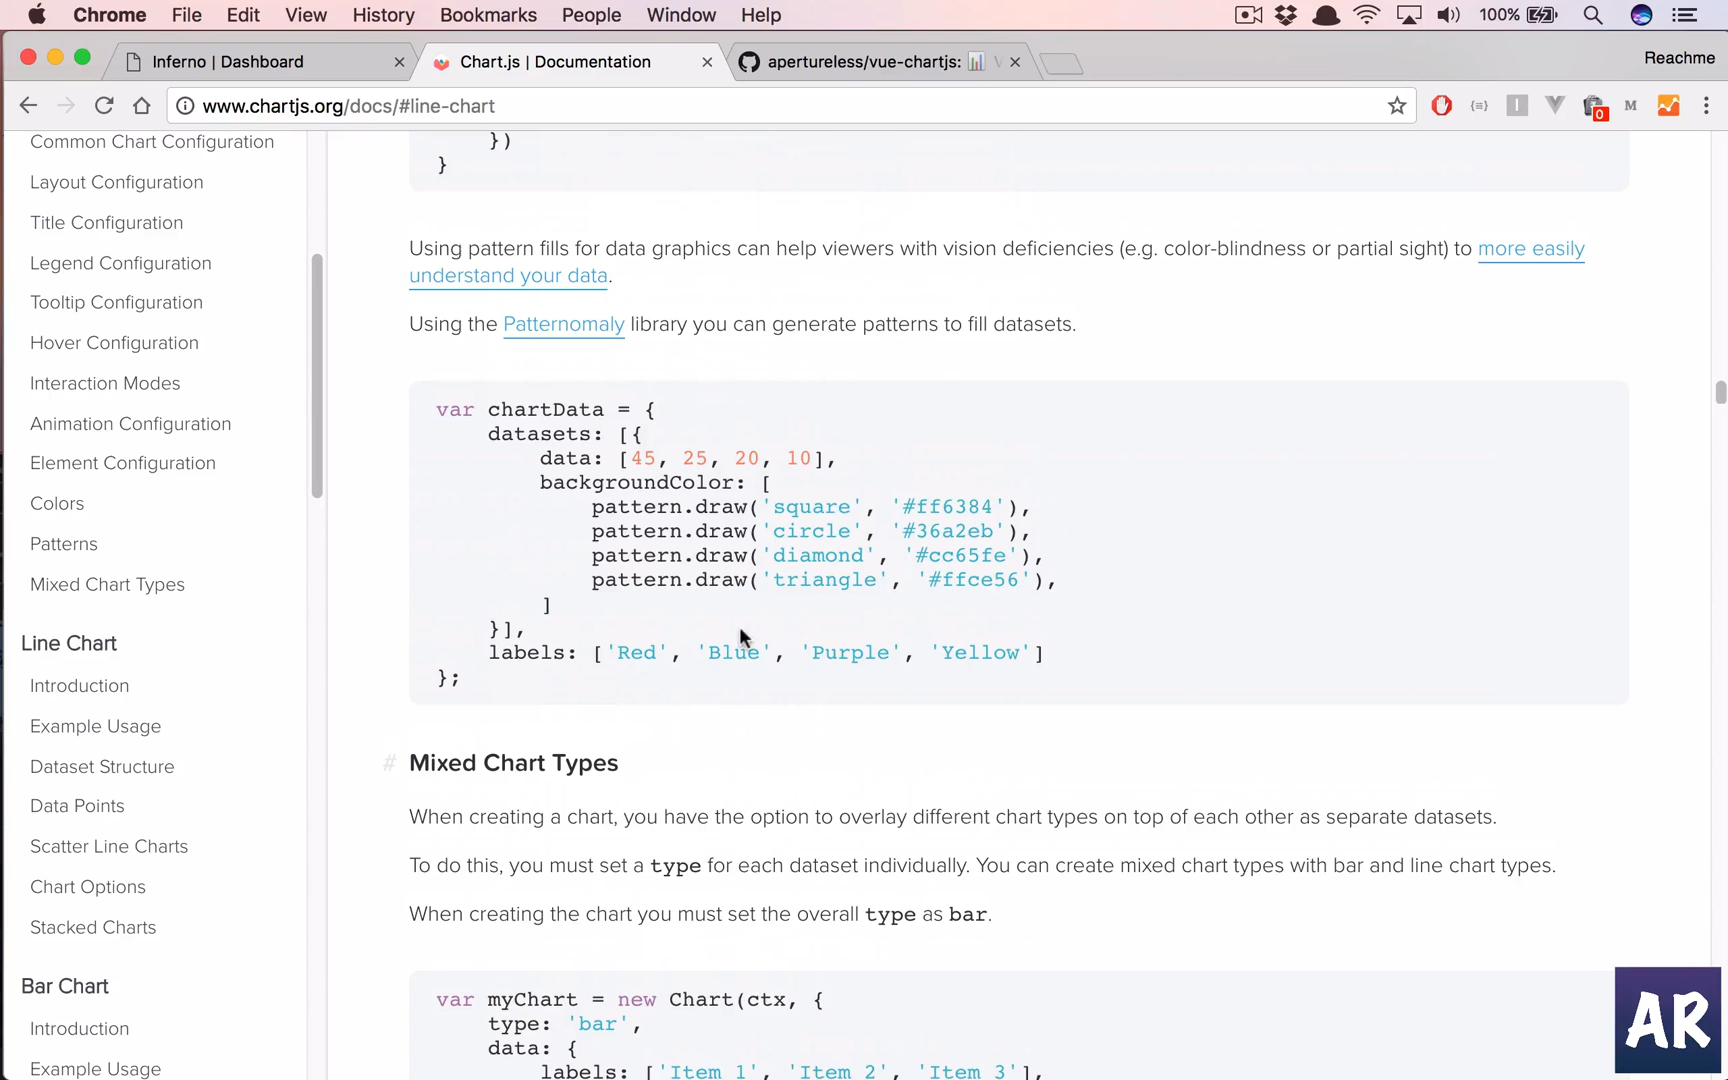 Chrome File Edit View History Bookmarks People Window Help 100%
Inferno | Dashboard
Chart.js | Documentation
apertureless/vue-chartjs:
Reachme
www.chartjs.org/docs/#line-chart
0
M
Common Chart Configuration
Layout Configuration
Title Configuration
Legend Configuration
Tooltip Configuration
Hover Configuration
Interaction Modes
Animation Configuration
Element Configuration
Colors
Patterns
Mixed Chart Types
Line Chart
Introduction
Example Usage
Dataset Structure
Data Points
Scatter Line Charts
Chart Options
Stacked Charts
Bar Chart
Introduction
Example Usage
})
}
Using pattern fills for data graphics can help viewers with vision deficiencies (e.g. color-blindness or partial sight) to more easily
understand your data.
Using the Patternomaly library you can generate patterns to fill datasets.
var chartData = {
datasets: [{
data: [45, 25, 20, 10],
backgroundColor: [
pattern.draw('square', '#ff6384'),
pattern.draw('circle', '#36a2eb'),
pattern.draw('diamond', '#cc65fe'),
pattern.draw('triangle', '#ffce56'),
]
}],
labels: ['Red', 'Blue', 'Purple', 'Yellow']
};
# Mixed Chart Types
When creating a chart, you have the option to overlay different chart types on top of each other as separate datasets.
To do this, you must set a type for each dataset individually. You can create mixed chart types with bar and line chart types.
When creating the chart you must set the overall type as bar.
var myChart = new Chart(ctx, {
type: 'bar',
data: {
labels: ['Item 1', 'Item 2', 'Item 3'],
AR